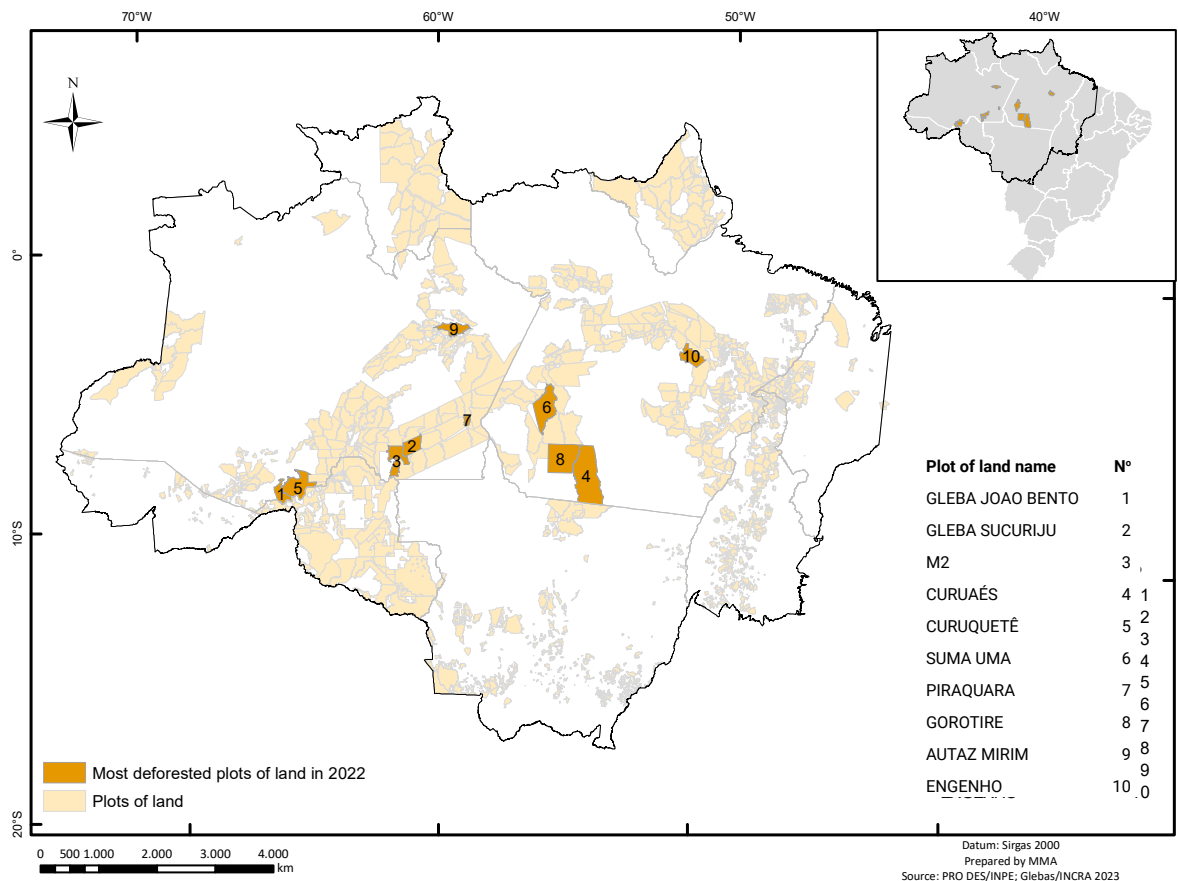 70°W 60°W 50°W 40°W
N
0°
10°S
20°S
9
10
6
7
2
3
8
4
1
5
Plot of land name Nº
GLEBA JOAO BENTO 1
GLEBA SUCURIJU 2
M2 3
CURUAÉS 4 1
CURUQUETÊ 5 2
3
SUMA UMA 6 4
PIRAQUARA 7 5
6
GOROTIRE 8 7
AUTAZ MIRIM 9 8
9
ENGENHO 10 0
Most deforested plots of land in 2022
Plots of land
0 500 1.000 2.000 3.000 4.000
km
Datum: Sirgas 2000
Prepared by MMA
Source: PRO DES/INPE; Glebas/INCRA 2023